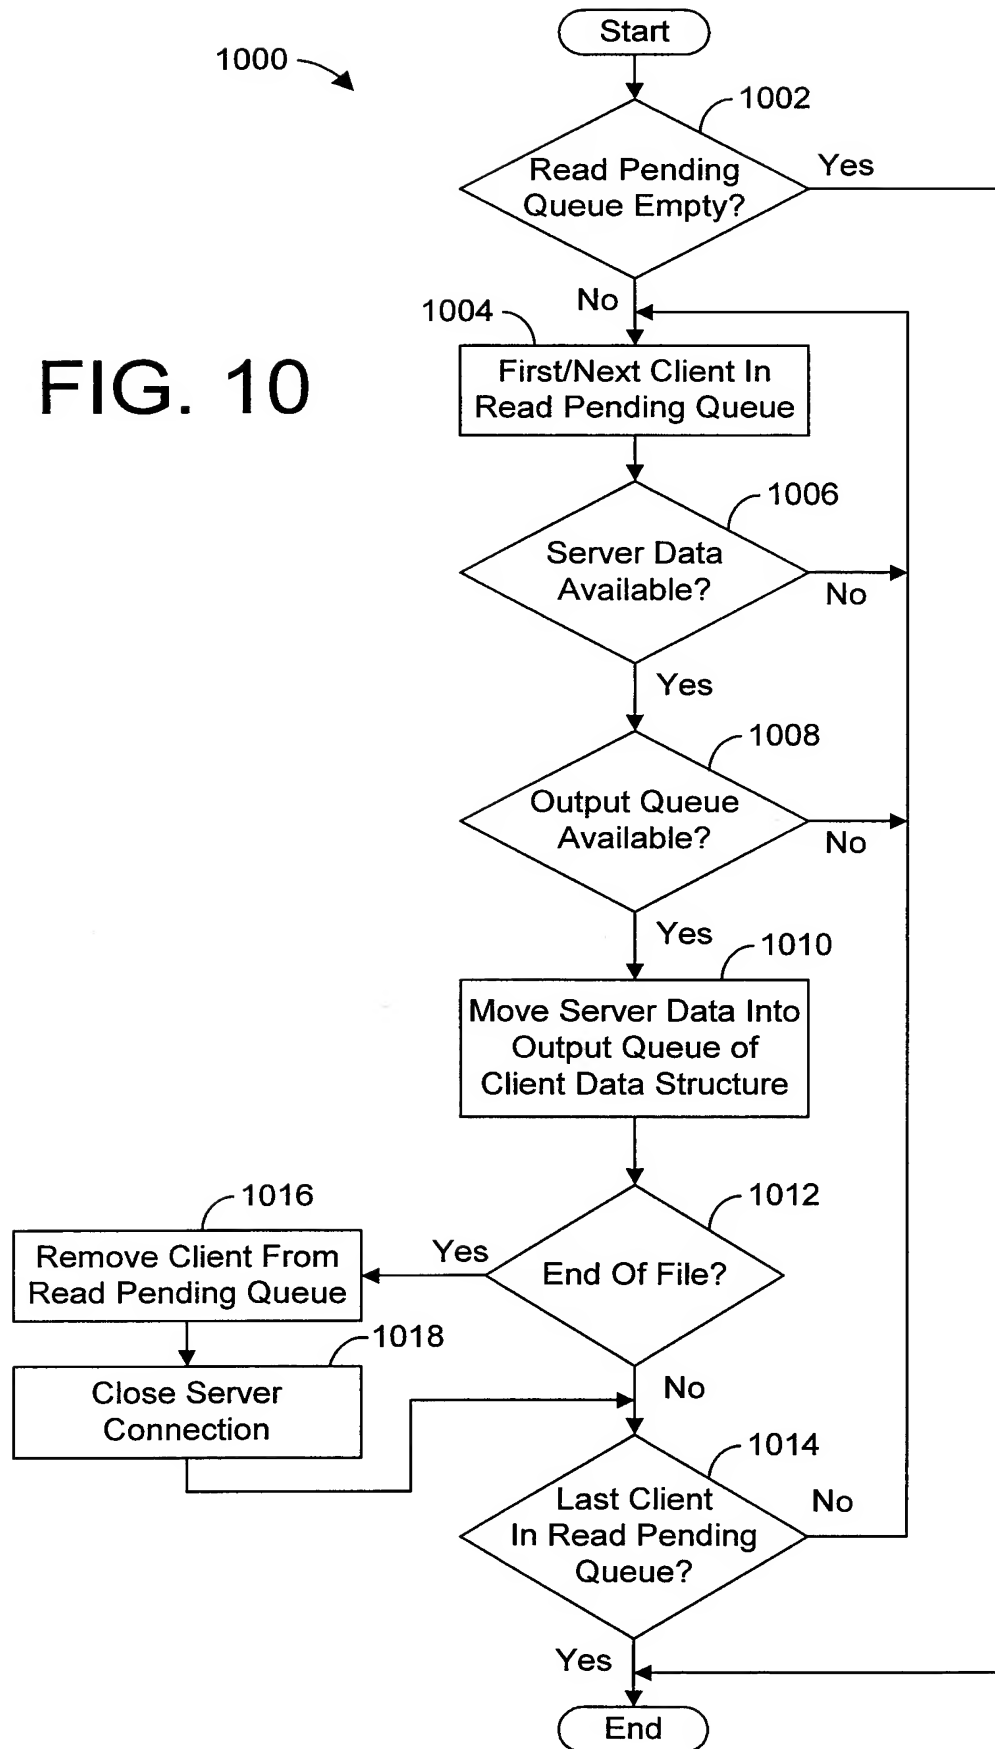 Start
1000
1002
Read Pending
Queue Empty?
Yes
No
1004
FIG. 10
First/Next Client In
Read Pending Queue
1006
Server Data
Available?
No
Yes
1008
Output Queue
Available?
No
Yes
1010
Move Server Data Into
Output Queue of
Client Data Structure
1016
1012
Remove Client From
Read Pending Queue
Yes
End Of File?
1018
Close Server
Connection
No
1014
Last Client
In Read Pending
Queue?
No
Yes
End